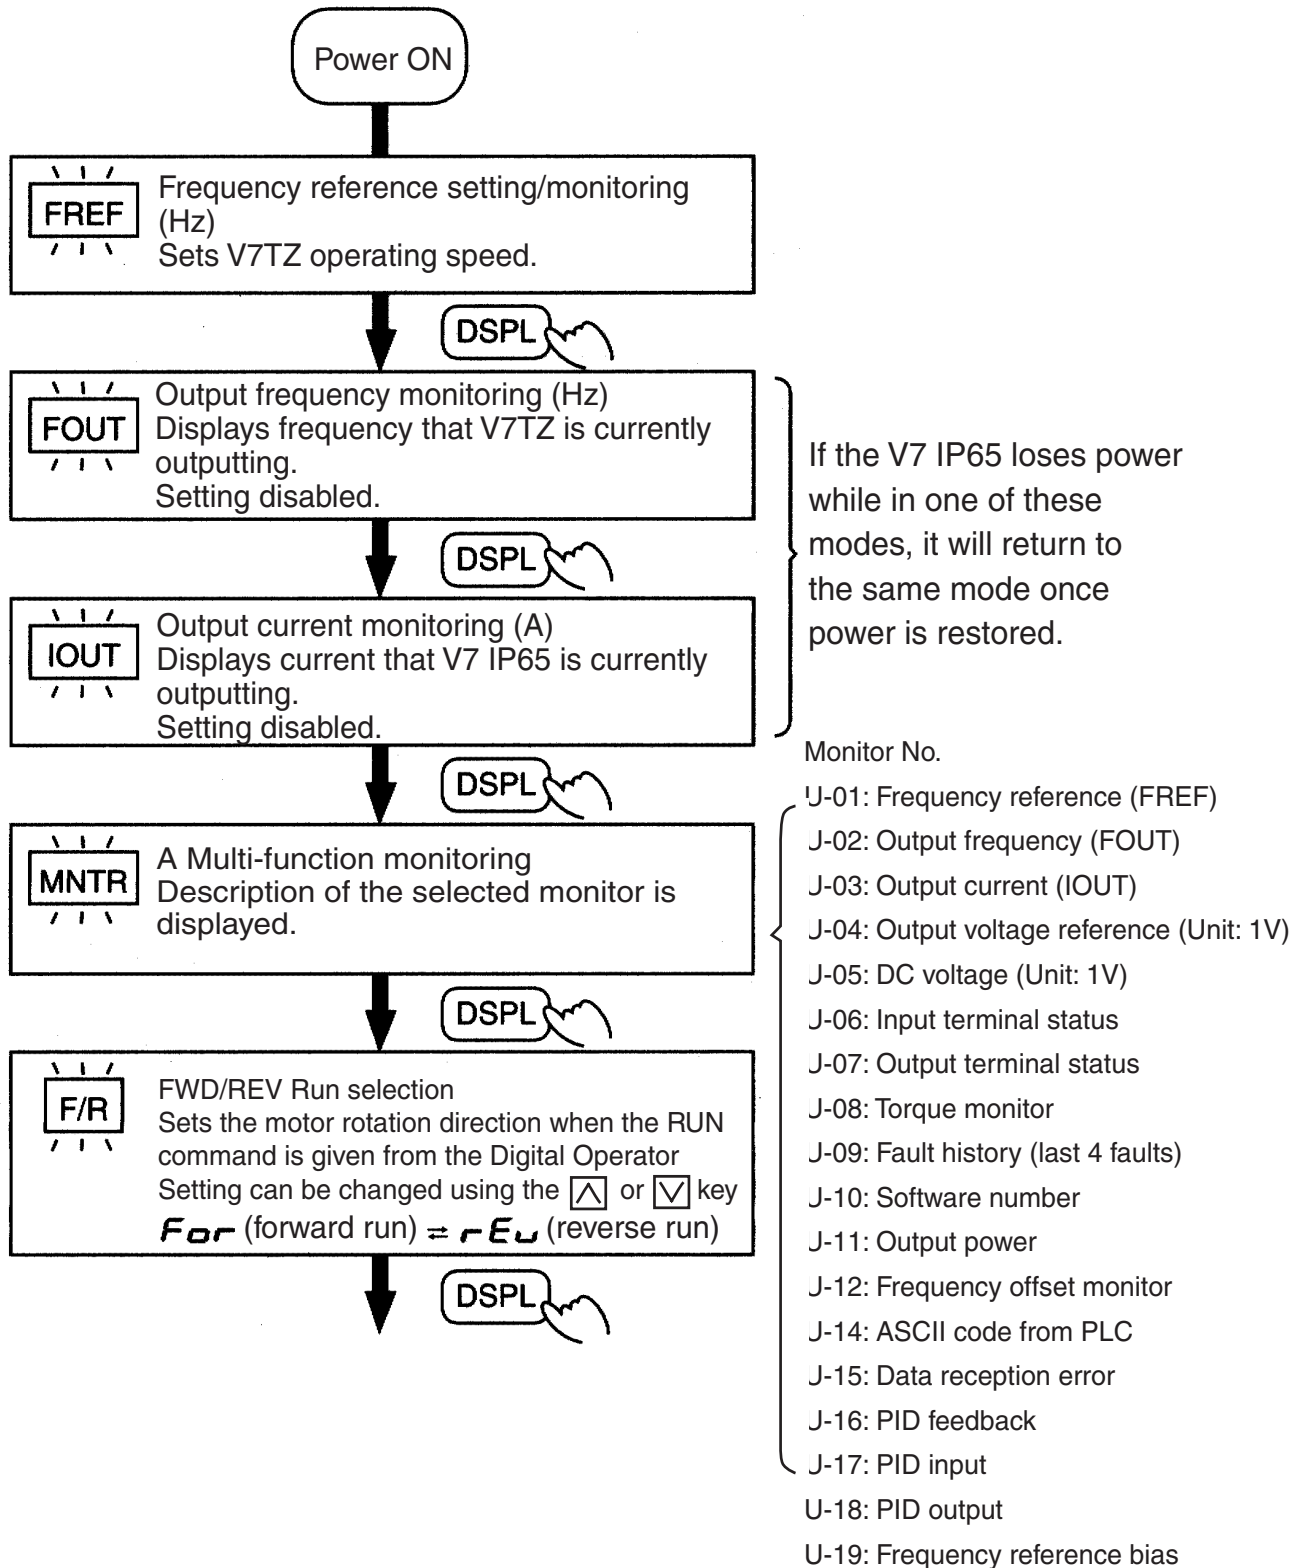 Power ON
FREF
Frequency reference setting/monitoring
(Hz)
Sets V7TZ operating speed.
DSPL
FOUT
Output frequency monitoring (Hz)
Displays frequency that V7TZ is currently
outputting.
Setting disabled.
DSPL
IOUT
Output current monitoring (A)
Displays current that V7 IP65 is currently
outputting.
Setting disabled.
If the V7 IP65 loses power
while in one of these
modes, it will return to
the same mode once
power is restored.
DSPL
MNTR
A Multi-function monitoring
Description of the selected monitor is
displayed.
DSPL
F/R
FWD/REV Run selection
Sets the motor rotation direction when the RUN
command is given from the Digital Operator
Setting can be changed using the ∧ or ∨ key
For (forward run) ⇄ rEv (reverse run)
DSPL
Monitor No.
U-01: Frequency reference (FREF)
U-02: Output frequency (FOUT)
U-03: Output current (IOUT)
U-04: Output voltage reference (Unit: 1V)
U-05: DC voltage (Unit: 1V)
U-06: Input terminal status
U-07: Output terminal status
U-08: Torque monitor
U-09: Fault history (last 4 faults)
U-10: Software number
U-11: Output power
U-12: Frequency offset monitor
U-14: ASCII code from PLC
U-15: Data reception error
U-16: PID feedback
U-17: PID input
U-18: PID output
U-19: Frequency reference bias